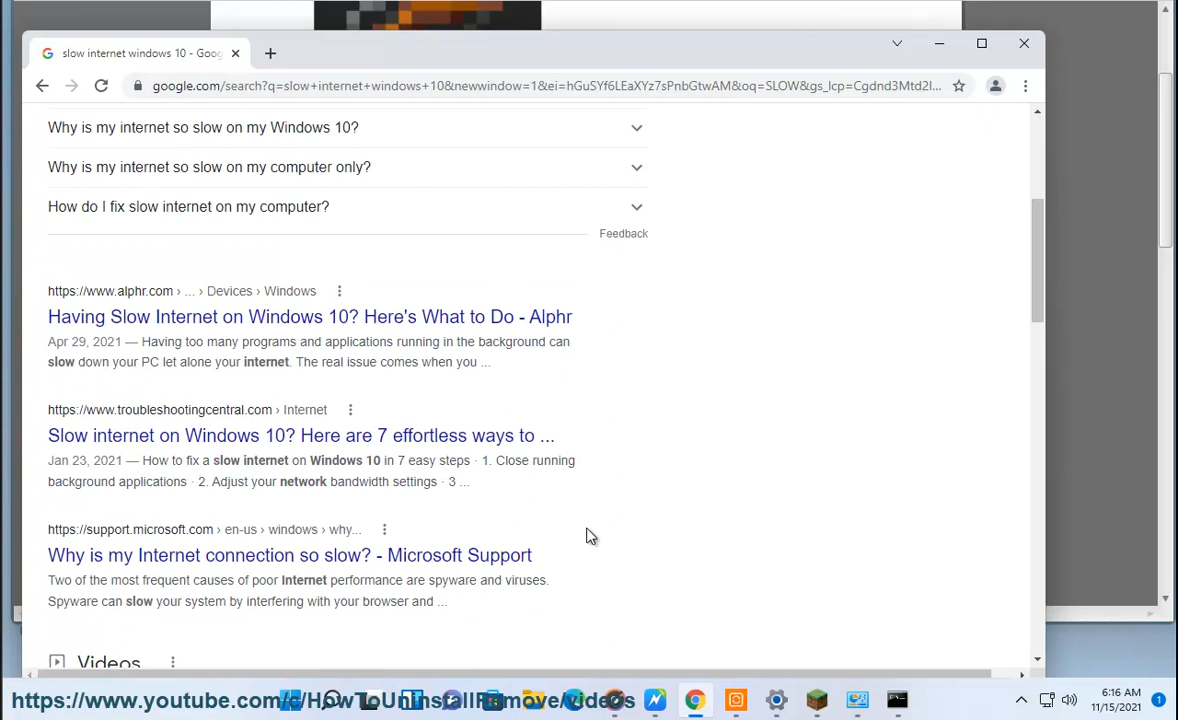 slow internet windows 10 - Goog
google.com/search?q=slow+internet+windows+10&newwindow=1&ei=hGuSYf6LEaXYz7sPnbGtwAM&oq=SLOW&gs_lcp=Cgdnd3Mtd2l...
Why is my internet so slow on my Windows 10?
Why is my internet so slow on my computer only?
How do I fix slow internet on my computer?
Feedback
https://www.alphr.com › ... › Devices › Windows
Having Slow Internet on Windows 10? Here's What to Do - Alphr
Apr 29, 2021 — Having too many programs and applications running in the background can
slow down your PC let alone your internet. The real issue comes when you ...
https://www.troubleshootingcentral.com › Internet
Slow internet on Windows 10? Here are 7 effortless ways to ...
Jan 23, 2021 — How to fix a slow internet on Windows 10 in 7 easy steps · 1. Close running
background applications · 2. Adjust your network bandwidth settings · 3 ...
https://support.microsoft.com › en-us › windows › why...
Why is my Internet connection so slow? - Microsoft Support
Two of the most frequent causes of poor Internet performance are spyware and viruses.
Spyware can slow your system by interfering with your browser and ...
Videos
https://www.youtube.com/c/HowToUninstallRemove/videos
6:16 AM
11/15/2021
1